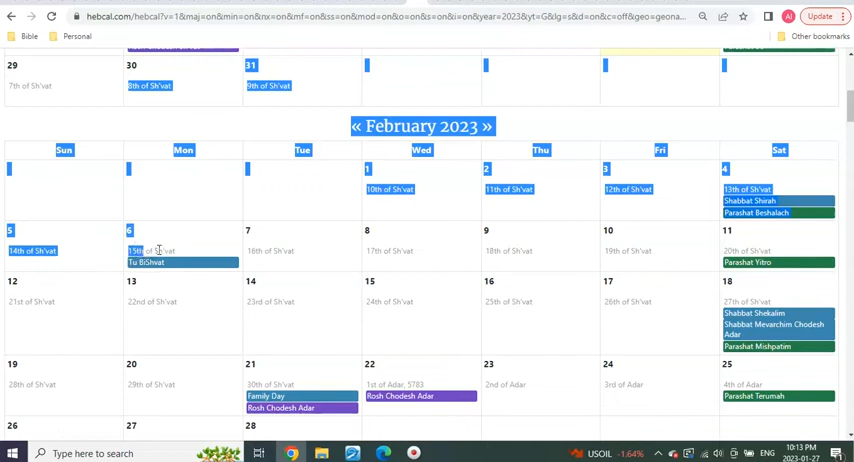 hebcal.com/hebcal?v=1&maj=on&min=on&nx=on&mf=on&ss=on&mod=on&o=on&s=on&i=on&year=2023&yt=G&lg=s&d=on&c=off&geo=geona...
AI
Update
Bible
Personal
Other bookmarks
29
30
31
7th of Sh'vat
8th of Sh'vat
9th of Sh'vat
« February 2023 »
Sun
Mon
Tue
Wed
Thu
Fri
Sat
1
2
3
4
10th of Sh'vat
11th of Sh'vat
12th of Sh'vat
13th of Sh'vat
Shabbat Shirah
Parashat Beshalach
5
6
7
8
9
10
11
14th of Sh'vat
15th of Sh'vat
16th of Sh'vat
17th of Sh'vat
18th of Sh'vat
19th of Sh'vat
20th of Sh'vat
Tu BiShvat
Parashat Yitro
12
13
14
15
16
17
18
21st of Sh'vat
22nd of Sh'vat
23rd of Sh'vat
24th of Sh'vat
25th of Sh'vat
26th of Sh'vat
27th of Sh'vat
Shabbat Shekalim
Shabbat Mevarchim Chodesh
Adar
Parashat Mishpatim
19
20
21
22
23
24
25
28th of Sh'vat
29th of Sh'vat
30th of Sh'vat
1st of Adar, 5783
2nd of Adar
3rd of Adar
4th of Adar
Family Day
Rosh Chodesh Adar
Rosh Chodesh Adar
Parashat Terumah
26
27
28
Type here to search
USOIL -1.64%
ENG
10:13 PM
2023-01-27